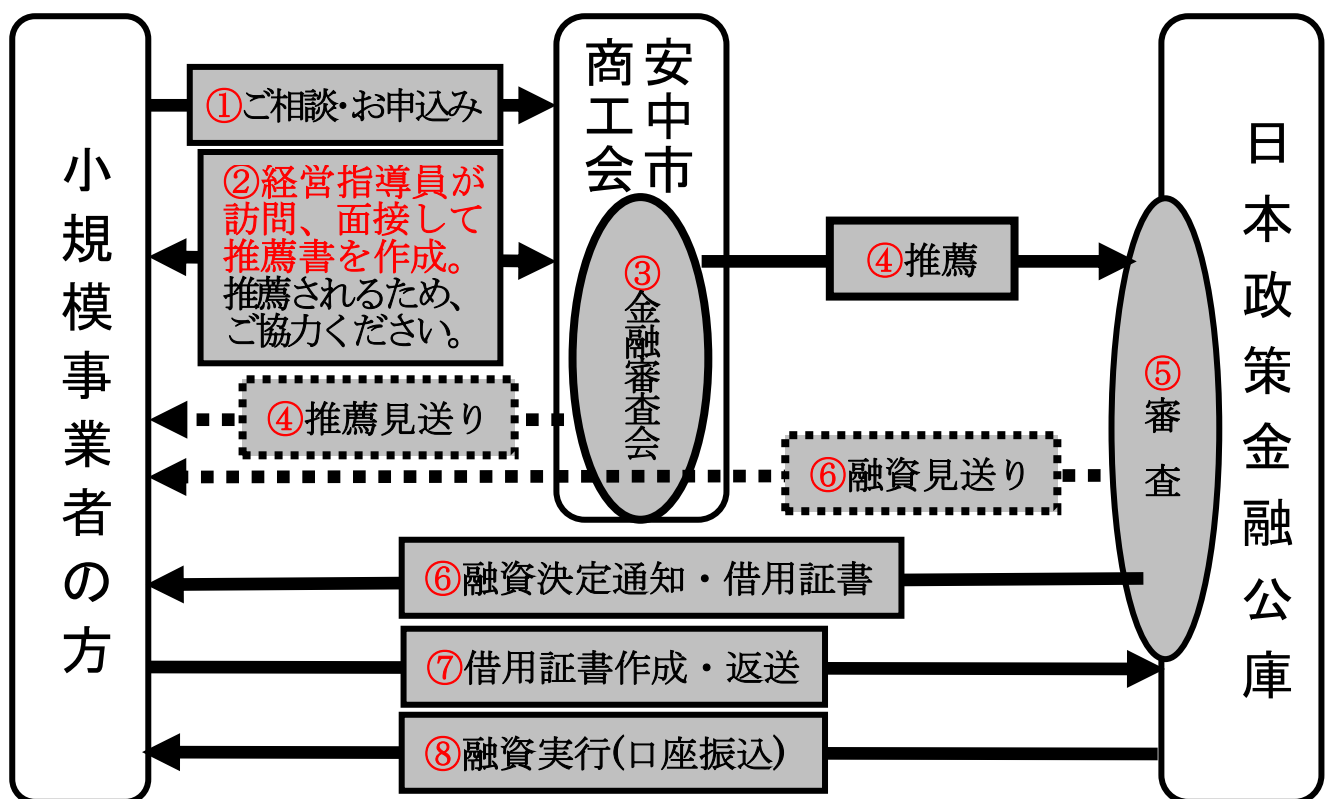 小規模事業者の方
①ご相談・お申込み
②経営指導員が
訪問、面接して
推薦書を作成。
推薦されるため、
ご協力ください。
安中市
商工会
③
金融審査会
④推薦
④推薦見送り
⑤
審査
⑥融資見送り
⑥融資決定通知・借用証書
⑦借用証書作成・返送
⑧融資実行(口座振込)
日本政策金融公庫